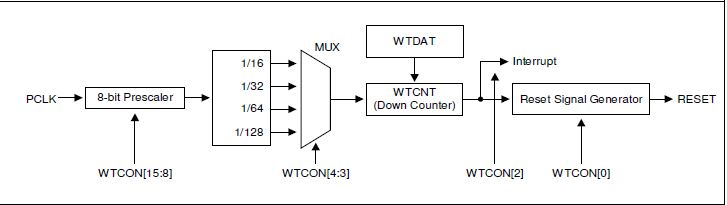 WTDAT
MUX
1/16
Interrupt
1/32
WTCNT
(Down Counter)
PCLK
8-bit Prescaler
Reset Signal Generator
RESET
1/64
1/128
WTCON[15:8]
WTCON[4:3]
WTCON[2]
WTCON[0]